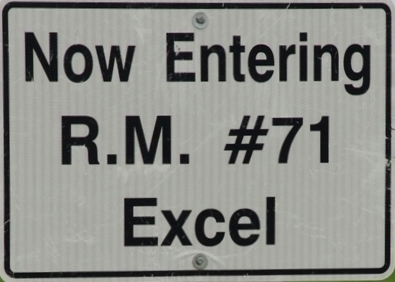 Now Entering
R.M. #71
Excel